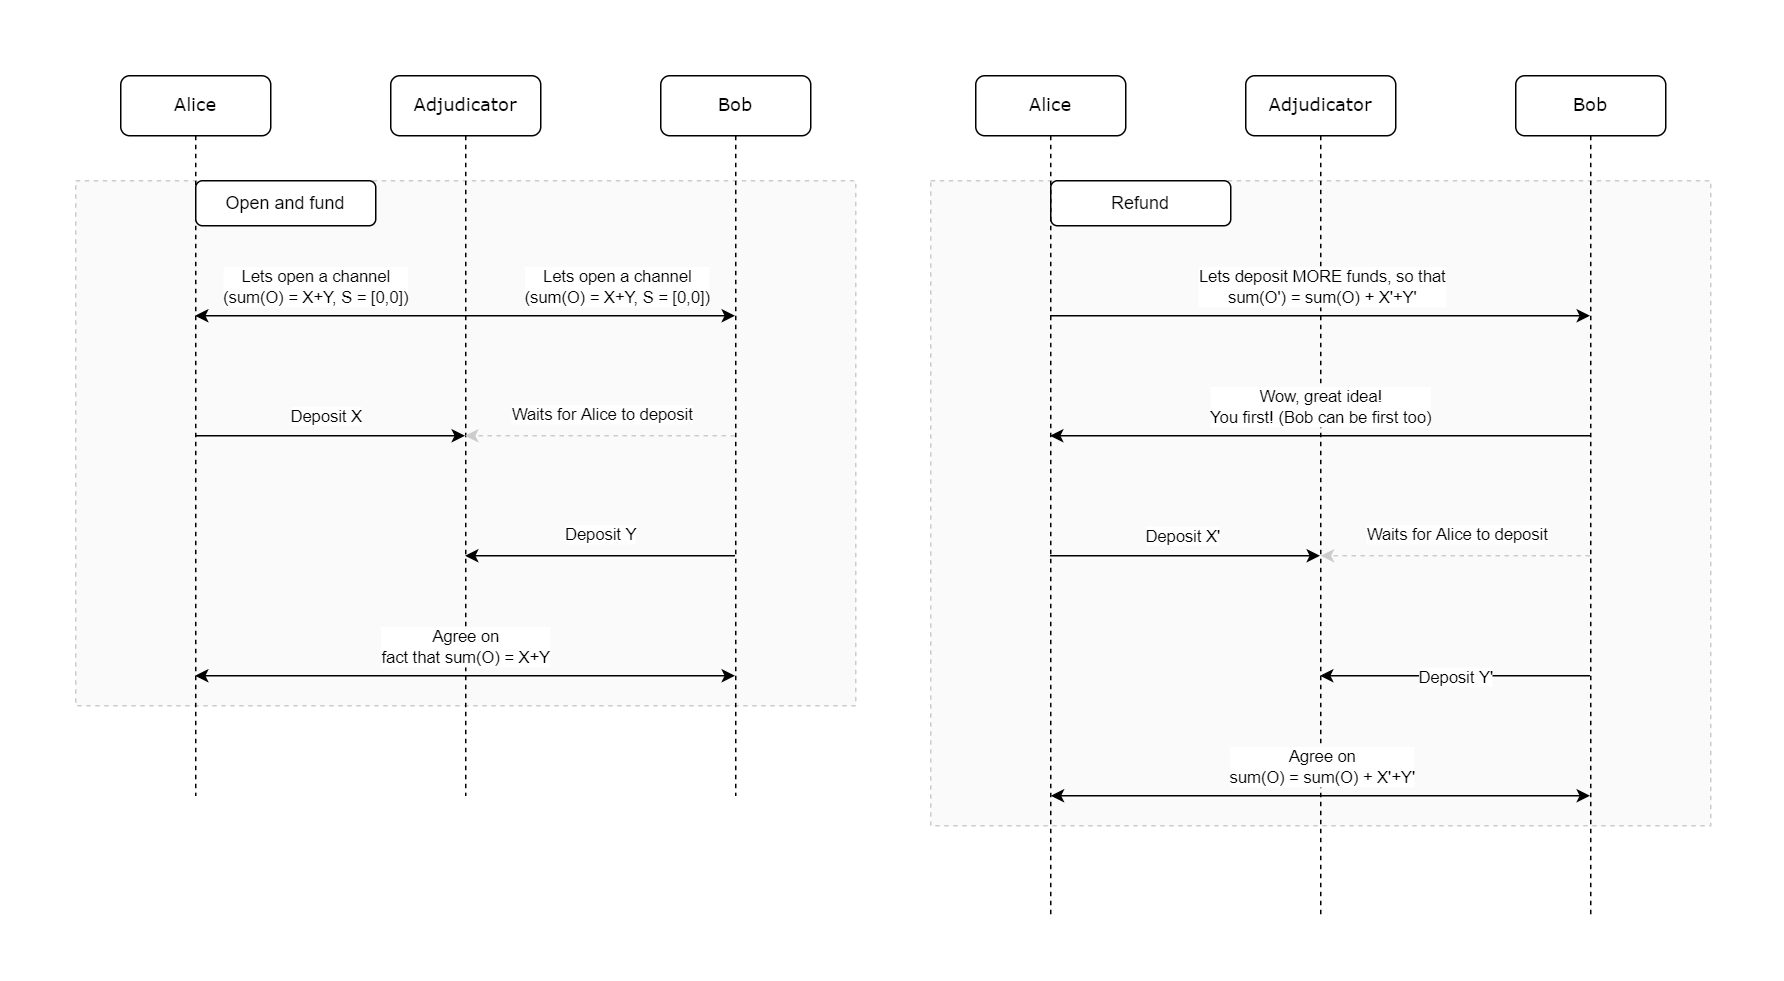 Alice
Adjudicator
Bob
Open and fund
Lets open a channel
(sum(O) = X+Y, S = [0,0])
Lets open a channel
(sum(O) = X+Y, S = [0,0])
Deposit X
Waits for Alice to deposit
Deposit Y
Agree on
fact that sum(O) = X+Y
Alice
Adjudicator
Bob
Refund
Lets deposit MORE funds, so that
sum(O') = sum(O) + X'+Y'
Wow, great idea!
You first! (Bob can be first too)
Deposit X'
Waits for Alice to deposit
Deposit Y'
Agree on
sum(O) = sum(O) + X'+Y'